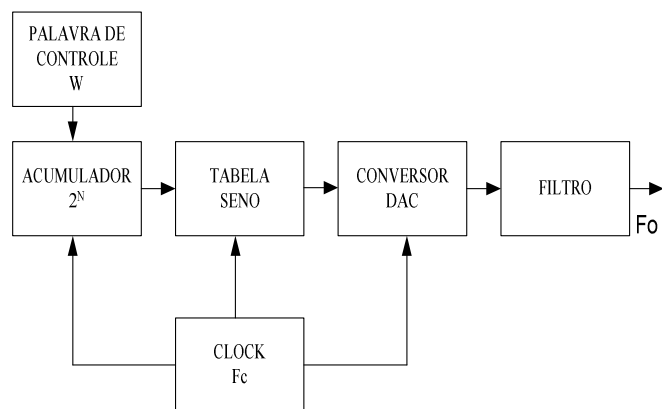 PALAVRA DE
CONTROLE
W
ACUMULADOR
2ᴺ
TABELA
SENO
CONVERSOR
DAC
FILTRO
Fo
CLOCK
Fc